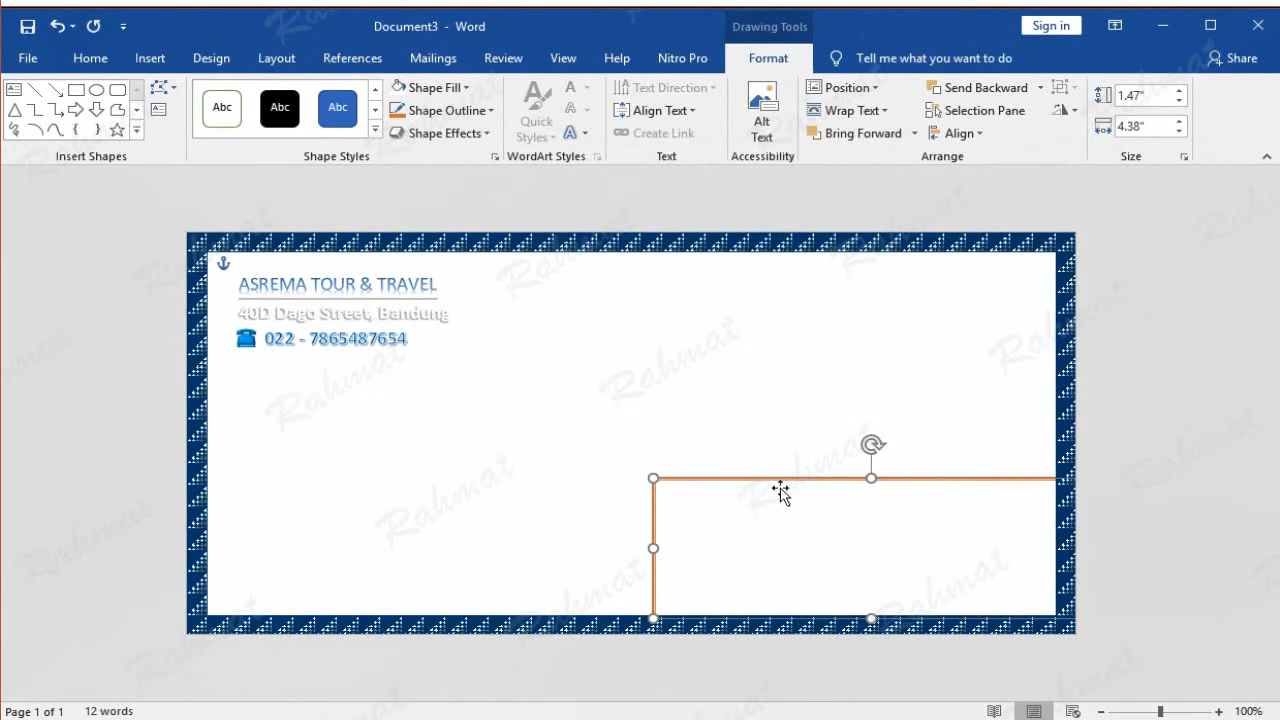 Document3 - Word
Drawing Tools
Sign in
File Home Insert Design Layout References Mailings Review View Help Nitro Pro Format Tell me what you want to do Share
Abc Abc Abc
Shape Fill
Shape Outline
Shape Effects
Quick Styles
Text Direction
Align Text
Create Link
Alt Text
Position
Wrap Text
Bring Forward
Send Backward
Selection Pane
Align
1.47"
4.38"
Insert Shapes Shape Styles WordArt Styles Text Accessibility Arrange Size
ASREMA TOUR & TRAVEL
40D Dago Street, Bandung
022 - 7865487654
Rahmat
Page 1 of 1 12 words 100%